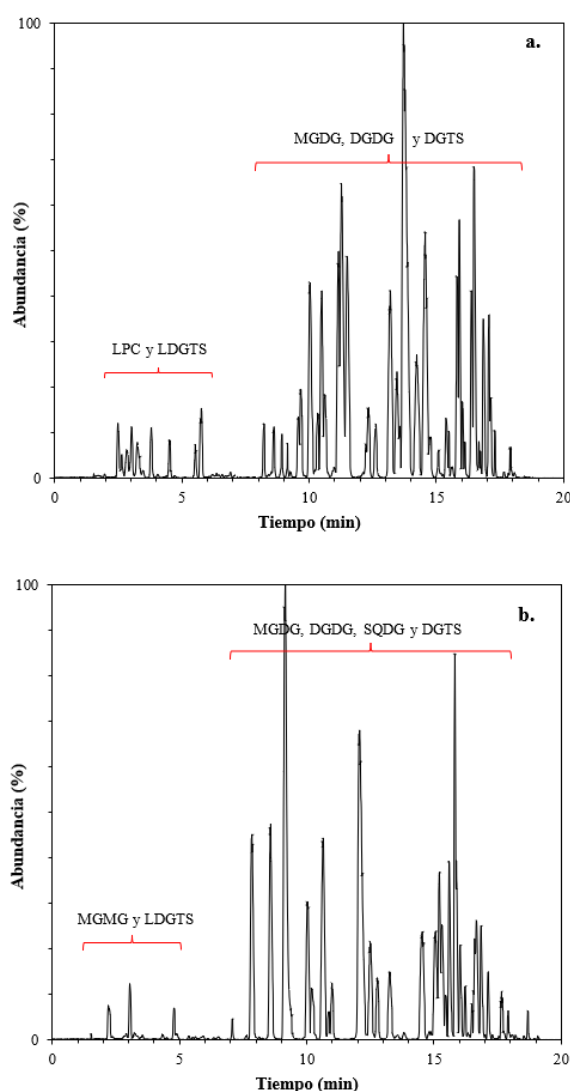 100
a.
MGDG, DGDG y DGTS
Abundancia (%)
LPC y LDGTS
0
0 5 10 15 20
Tiempo (min)
100
b.
MGDG, DGDG, SQDG y DGTS
Abundancia (%)
MGMG y LDGTS
0
0 5 10 15 20
Tiempo (min)